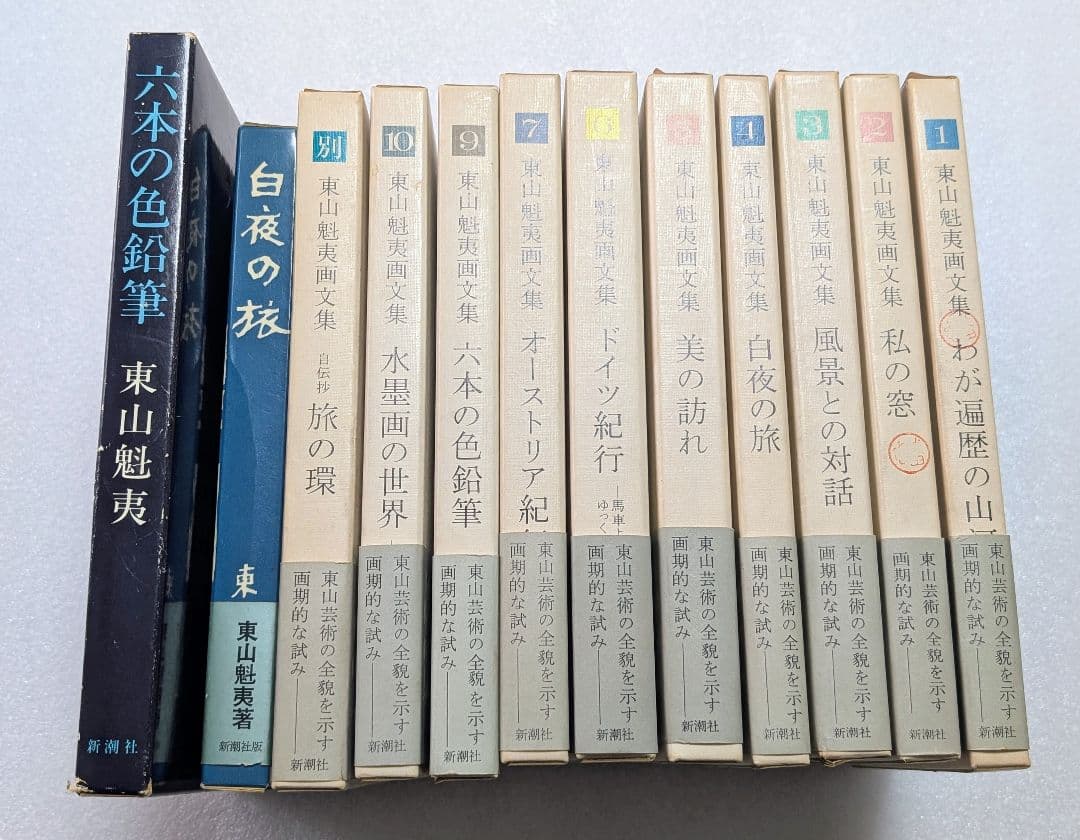 六本の色鉛筆
東山魁夷
新潮社
白夜の旅
白夜の旅
東
東山魁夷著
新潮社版
別
東山魁夷画文集
自伝抄
旅の環
東山芸術の全貌を示す
画期的な試み——
新潮社
10
東山魁夷画文集
水墨画の世界
東山芸術の全貌を示す
画期的な試み——
新潮社
9
東山魁夷画文集
六本の色鉛筆
東山芸術の全貌を示す
画期的な試み——
新潮社
7
東山魁夷画文集
オーストリア紀
東山芸術の全貌を示す
画期的な試み——
新潮社
6
東山魁夷画文集
ドイツ紀行
—馬車よ
ゆっく
東山芸術の全貌を示す
画期的な試み——
新潮社
5
東山魁夷画文集
美の訪れ
東山芸術の全貌を示す
画期的な試み——
新潮社
4
東山魁夷画文集
白夜の旅
東山芸術の全貌を示す
画期的な試み——
新潮社
3
東山魁夷画文集
風景との対話
東山芸術の全貌を示す
画期的な試み——
新潮社
2
東山魁夷画文集
私の窓
東山芸術の全貌を示す
画期的な試み——
新潮社
1
東山魁夷画文集
わが遍歴の山河
東山芸術の全貌を示す
画期的な試み——
新潮社